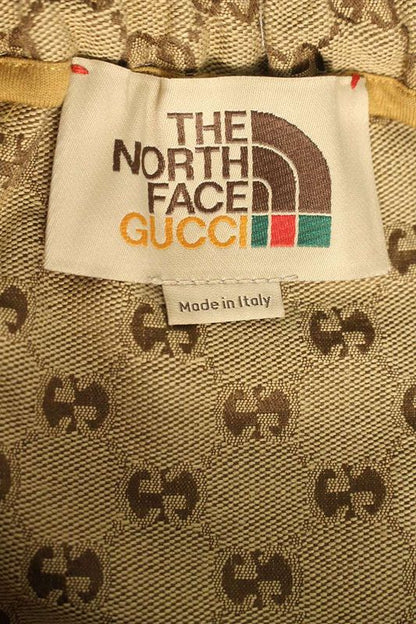 THE
NORTH
FACE
GUCCI
Made in Italy